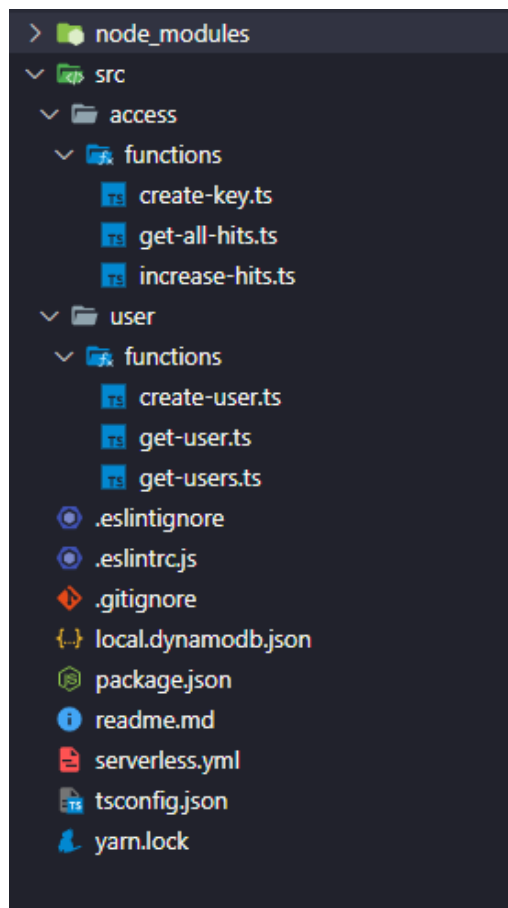 node_modules
src
access
functions
create-key.ts
get-all-hits.ts
increase-hits.ts
user
functions
create-user.ts
get-user.ts
get-users.ts
.eslintignore
.eslintrc.js
.gitignore
local.dynamodb.json
package.json
readme.md
serverless.yml
tsconfig.json
yarn.lock